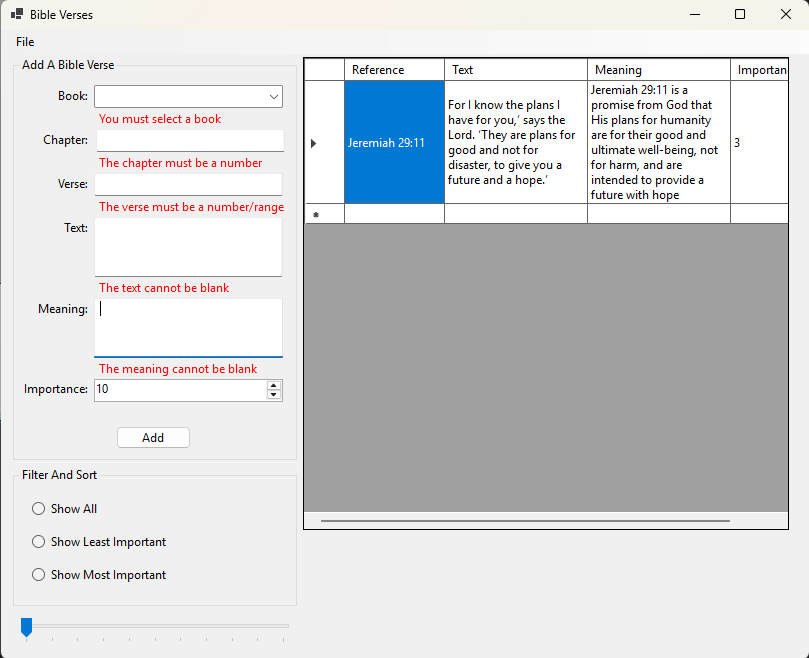 Bible Verses
File
Add A Bible Verse
Book:
You must select a book
Chapter:
The chapter must be a number
Verse:
The verse must be a number/range
Text:
The text cannot be blank
Meaning:
The meaning cannot be blank
Importance:
10
Add
Filter And Sort
Show All
Show Least Important
Show Most Important
Reference Text Meaning Importan
Jeremiah 29:11
For I know the plans I
have for you,’ says the
Lord. ‘They are plans for
good and not for
disaster, to give you a
future and a hope.’
Jeremiah 29:11 is a
promise from God that
His plans for humanity
are for their good and
ultimate well-being, not
for harm, and are
intended to provide a
future with hope
3